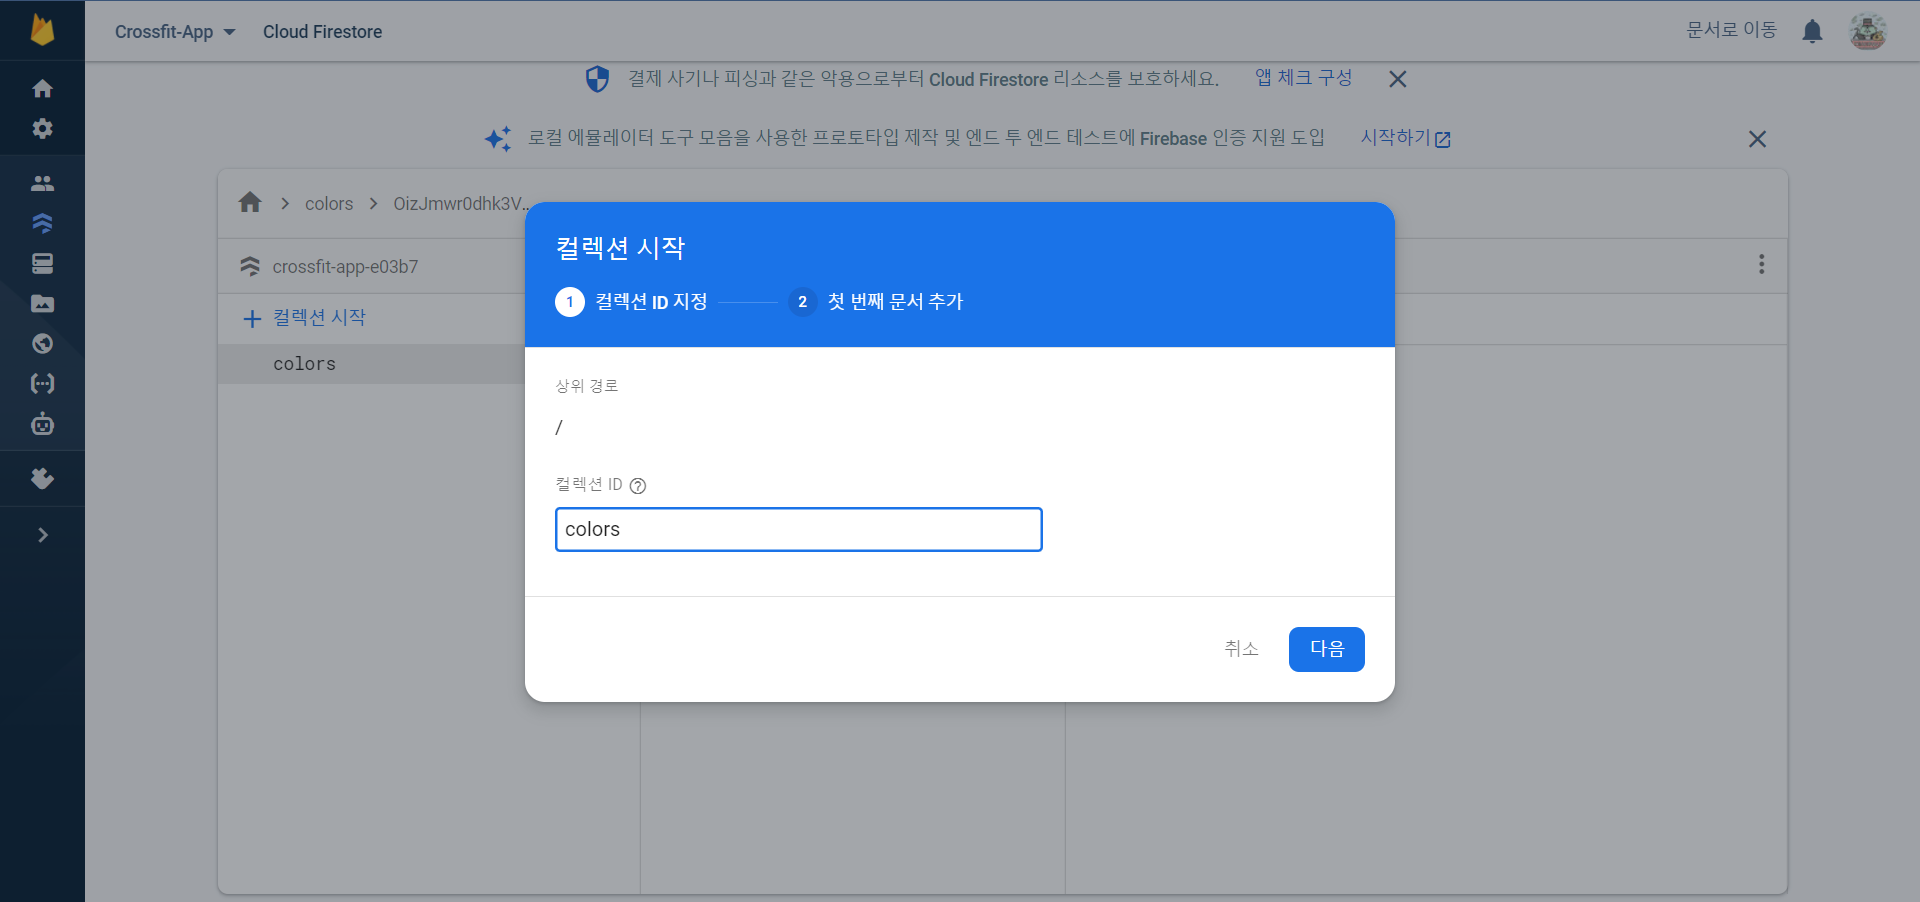 Crossfit-App
Cloud Firestore
문서로 이동
결제 사기나 피싱과 같은 악용으로부터 Cloud Firestore 리소스를 보호하세요.
앱 체크 구성
로컬 에뮬레이터 도구 모음을 사용한 프로토타입 제작 및 엔드 투 엔드 테스트에 Firebase 인증 지원 도입
시작하기
colors
OizJmwr0dhk3V...
crossfit-app-e03b7
컬렉션 시작
colors
컬렉션 시작
1 컬렉션 ID 지정
2 첫 번째 문서 추가
상위 경로
/
컬렉션 ID
colors
취소
다음